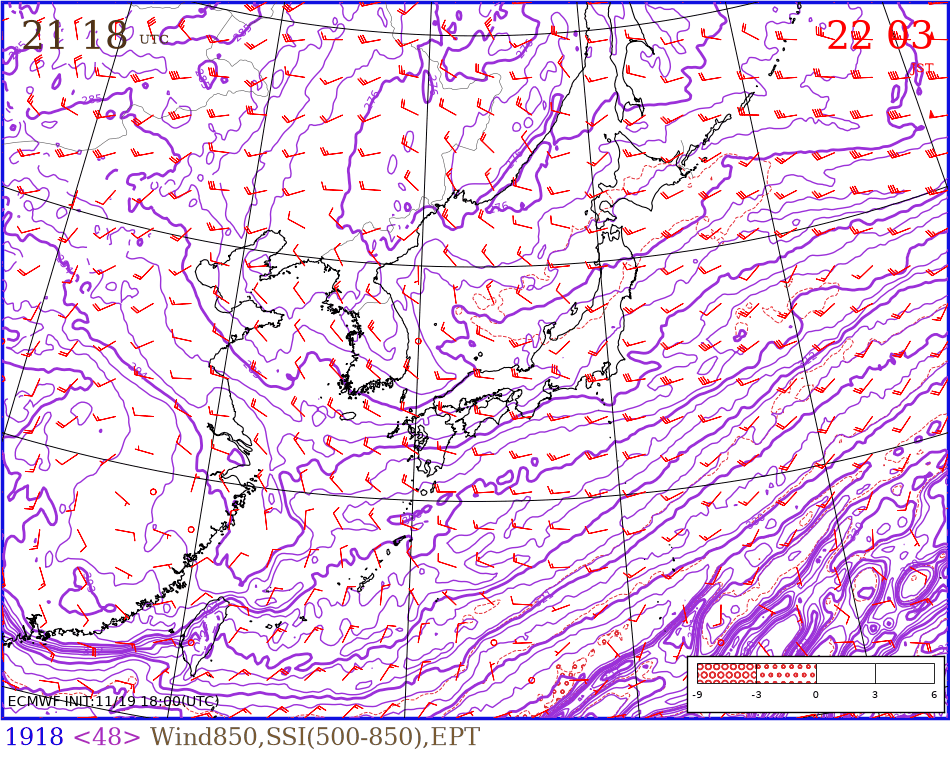 21 18 UTC
22 03 JST
ECMWF INIT:11/19 18:00(UTC)
-9 -3 0 3 6
1918 <48> Wind850,SSI(500-850),EPT